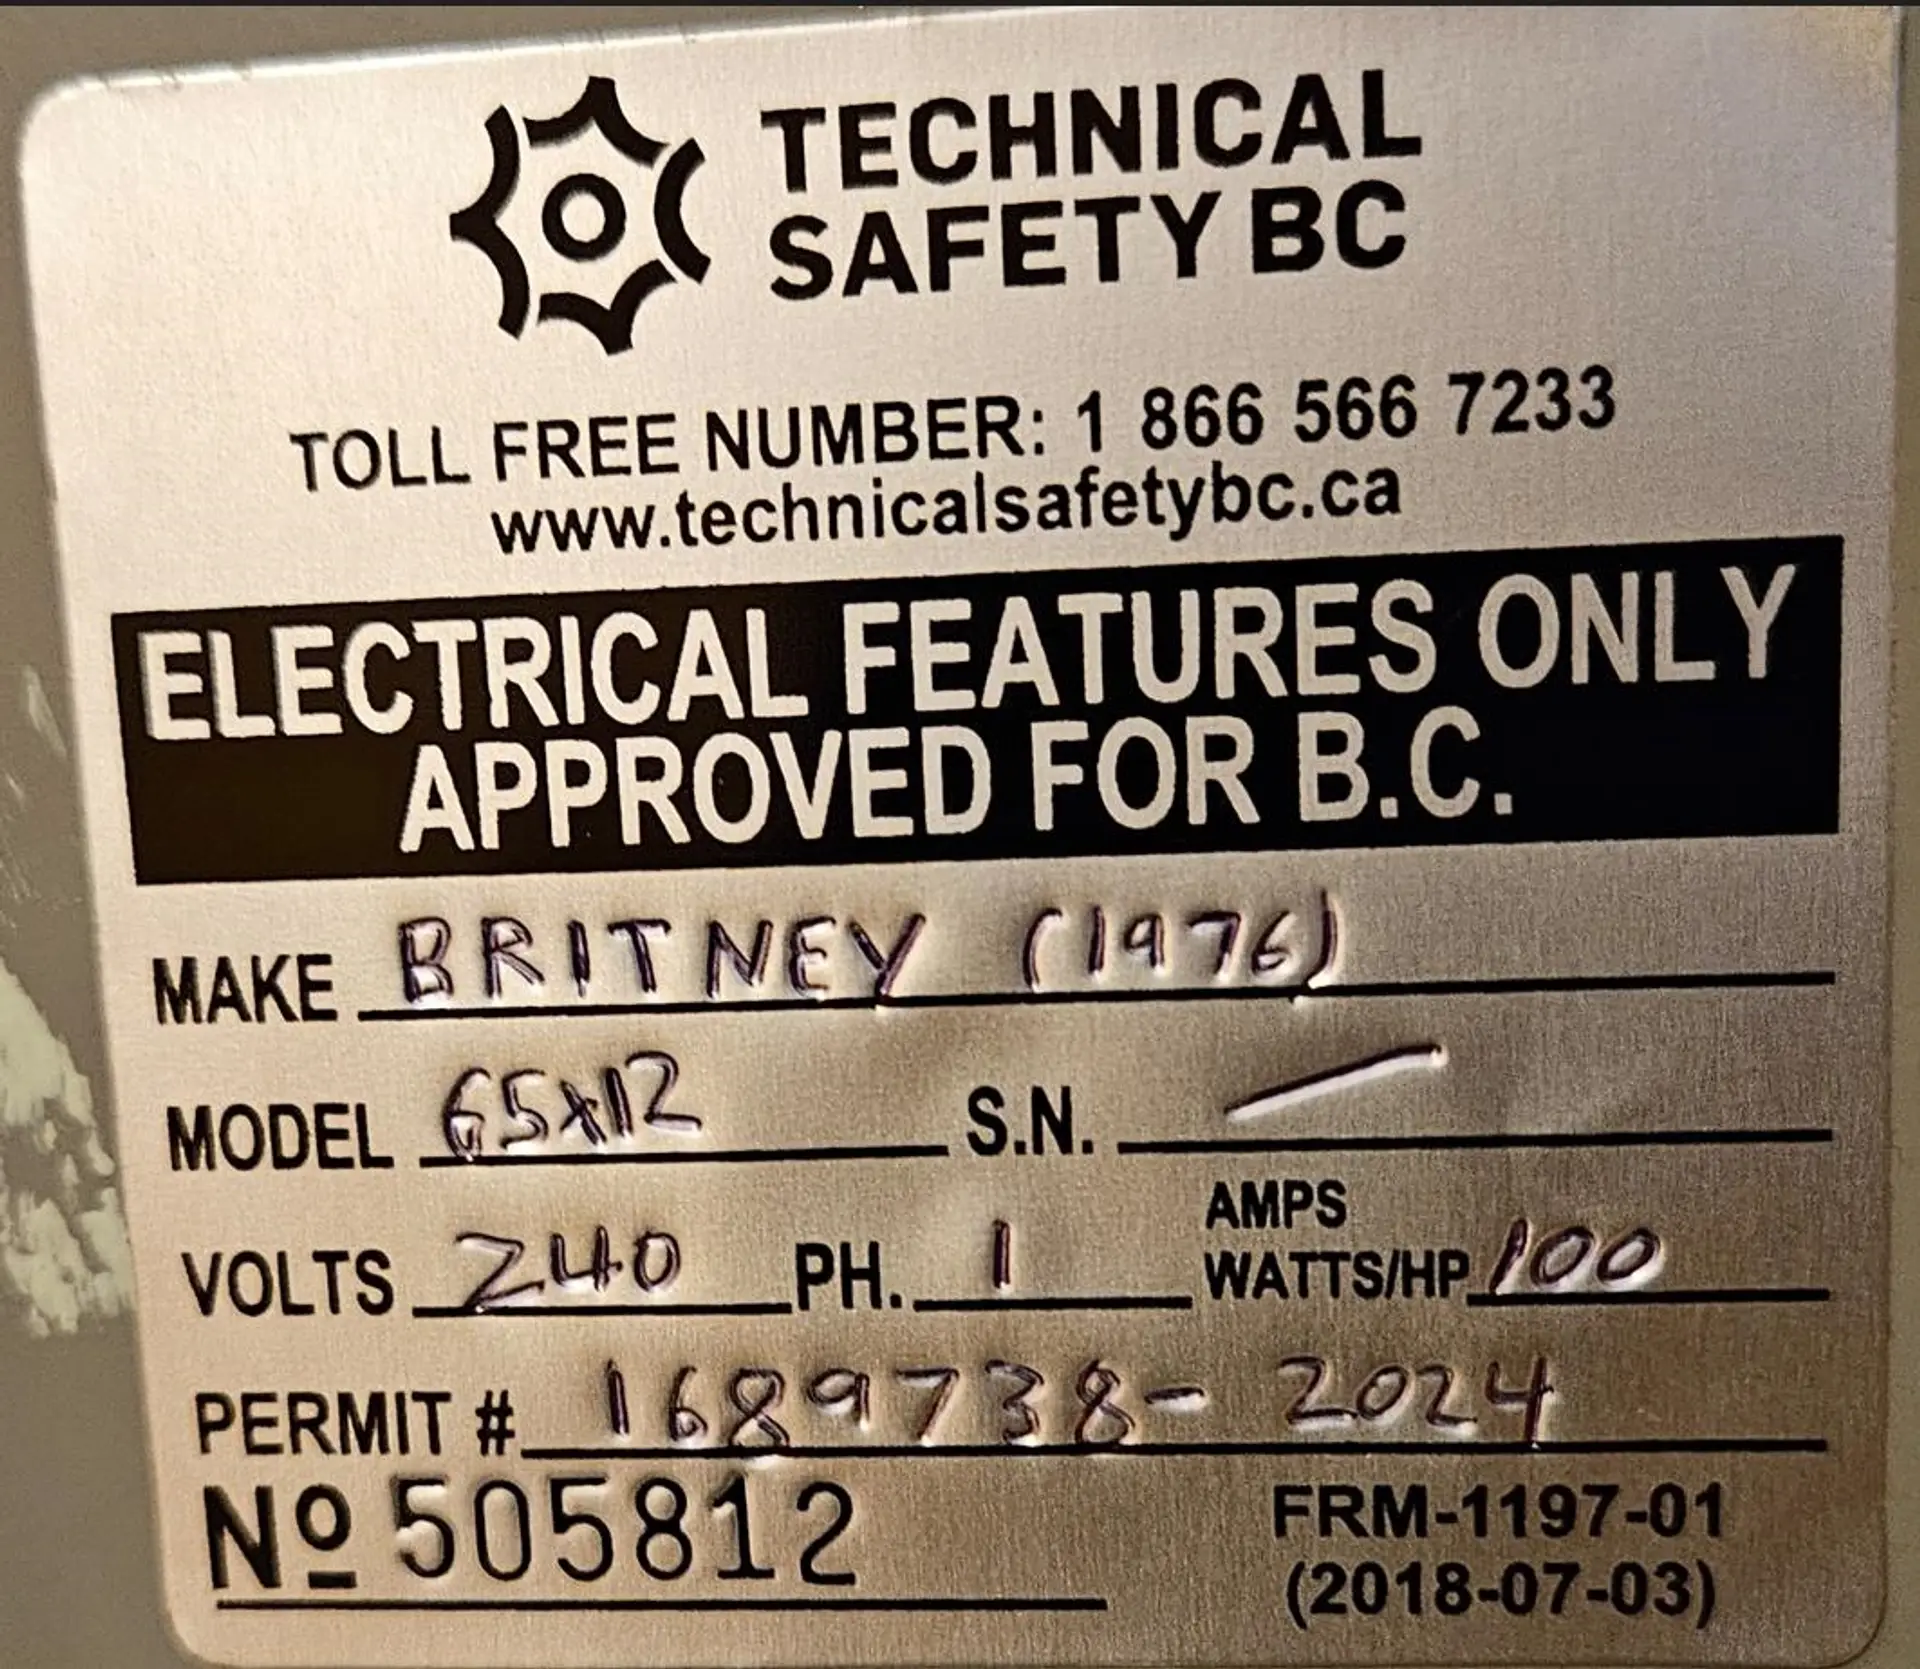 TECHNICAL
SAFETY BC
TOLL FREE NUMBER: 1 866 566 7233
www.technicalsafetybc.ca
ELECTRICAL FEATURES ONLY
APPROVED FOR B.C.
MAKE BRITNEY (1976)
MODEL 65x12 S.N. —
VOLTS 240 PH. 1 AMPS WATTS/HP 100
PERMIT # 1689738-2024
Nº 505812 FRM-1197-01
(2018-07-03)